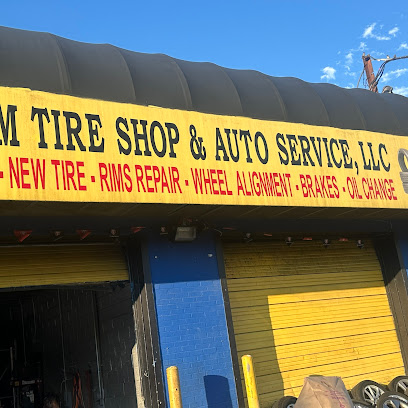 M TIRE SHOP & AUTO SERVICE, LLC
- NEW TIRE - RIMS REPAIR - WHEEL ALIGNMENT - BRAKES - OIL CHANGE